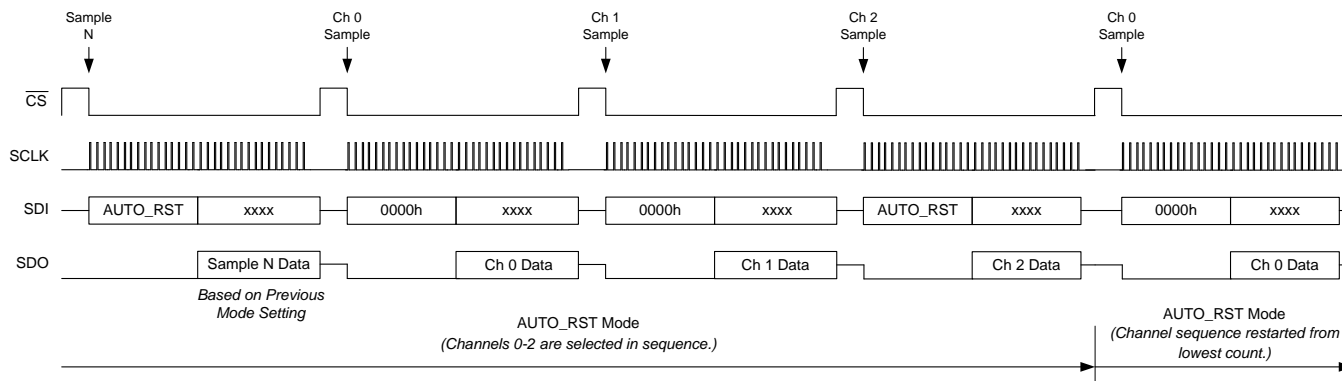 Sample
N
Ch 0
Sample
Ch 1
Sample
Ch 2
Sample
Ch 0
Sample
CS
SCLK
SDI
AUTO_RST
xxxx
0000h
xxxx
0000h
xxxx
AUTO_RST
xxxx
0000h
xxxx
SDO
Sample N Data
Ch 0 Data
Ch 1 Data
Ch 2 Data
Ch 0 Data
Based on Previous
Mode Setting
AUTO_RST Mode
(Channels 0-2 are selected in sequence.)
AUTO_RST Mode
(Channel sequence restarted from
lowest count.)